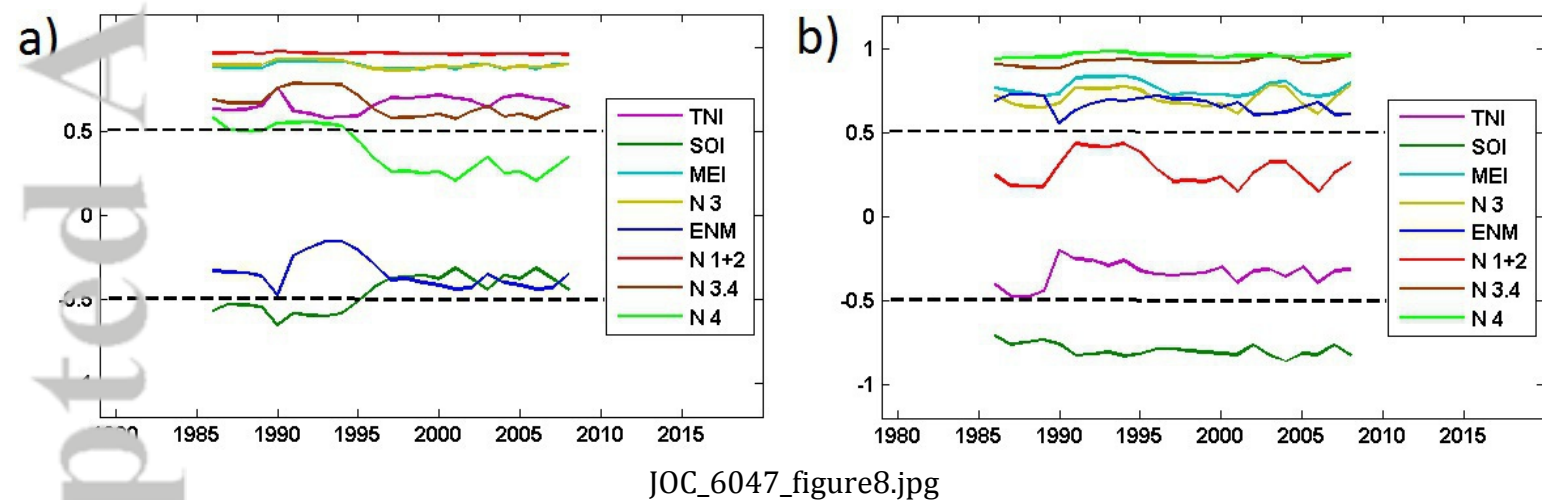 a)
0.5
0
-0.5
1985 1990 1995 2000 2005 2010 2015
TNI
SOI
MEI
N 3
ENM
N 1+2
N 3.4
N 4
b)
1
0.5
0
-0.5
-1
1980 1985 1990 1995 2000 2005 2010 2015
TNI
SOI
MEI
N 3
ENM
N 1+2
N 3.4
N 4
pted A
JOC_6047_figure8.jpg